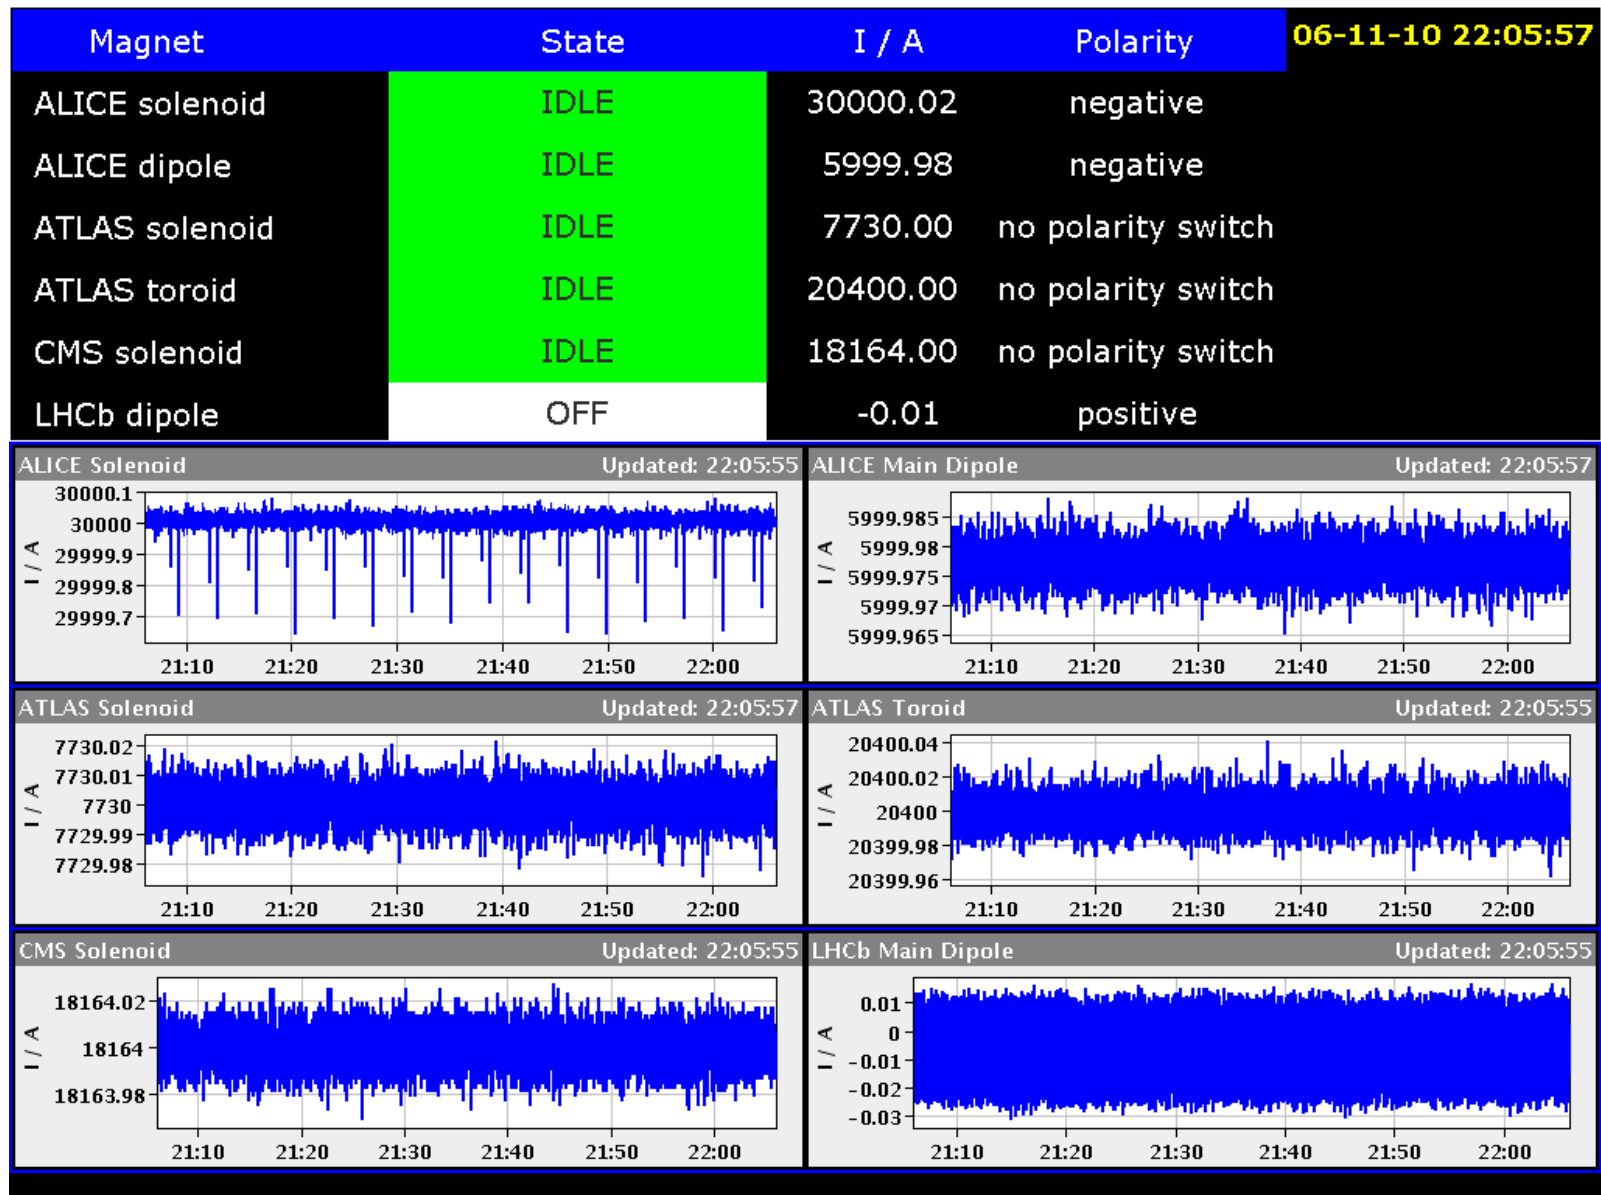 Magnet State I / A Polarity 06-11-10 22:05:57
ALICE solenoid IDLE 30000.02 negative
ALICE dipole IDLE 5999.98 negative
ATLAS solenoid IDLE 7730.00 no polarity switch
ATLAS toroid IDLE 20400.00 no polarity switch
CMS solenoid IDLE 18164.00 no polarity switch
LHCb dipole OFF -0.01 positive
ALICE Solenoid Updated: 22:05:55
30000.1
30000
29999.9
29999.8
29999.7
I / A
21:10 21:20 21:30 21:40 21:50 22:00
ALICE Main Dipole Updated: 22:05:57
5999.985
5999.98
5999.975
5999.97
5999.965
I / A
21:10 21:20 21:30 21:40 21:50 22:00
ATLAS Solenoid Updated: 22:05:57
7730.02
7730.01
7730
7729.99
7729.98
I / A
21:10 21:20 21:30 21:40 21:50 22:00
ATLAS Toroid Updated: 22:05:55
20400.04
20400.02
20400
20399.98
20399.96
I / A
21:10 21:20 21:30 21:40 21:50 22:00
CMS Solenoid Updated: 22:05:55
18164.02
18164
18163.98
I / A
21:10 21:20 21:30 21:40 21:50 22:00
LHCb Main Dipole Updated: 22:05:55
0.01
0
-0.01
-0.02
-0.03
I / A
21:10 21:20 21:30 21:40 21:50 22:00